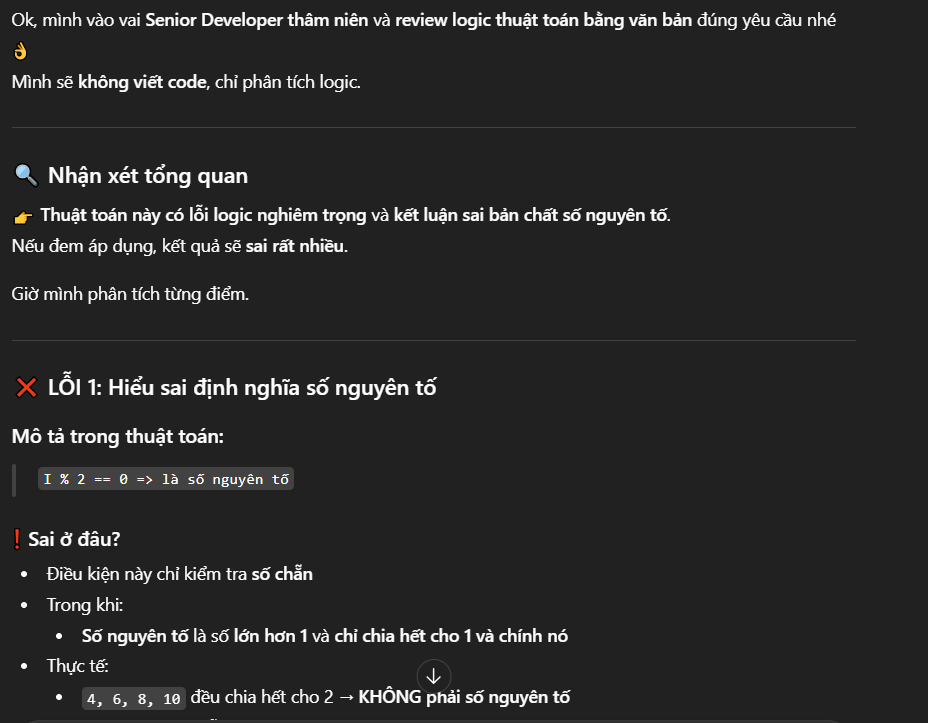 Ok, mình vào vai Senior Developer thâm niên và review logic thuật toán bằng văn bản đúng yêu cầu nhé
👌
Mình sẽ không viết code, chỉ phân tích logic.
🔍 Nhận xét tổng quan
👉 Thuật toán này có lỗi logic nghiêm trọng và kết luận sai bản chất số nguyên tố.
Nếu đem áp dụng, kết quả sẽ sai rất nhiều.
Giờ mình phân tích từng điểm.
❌ LỖI 1: Hiểu sai định nghĩa số nguyên tố
Mô tả trong thuật toán:
I % 2 == 0 => là số nguyên tố
❗ Sai ở đâu?
• Điều kiện này chỉ kiểm tra số chẵn
• Trong khi:
• Số nguyên tố là số lớn hơn 1 và chỉ chia hết cho 1 và chính nó
• Thực tế:
• 4, 6, 8, 10 đều chia hết cho 2 → KHÔNG phải số nguyên tố